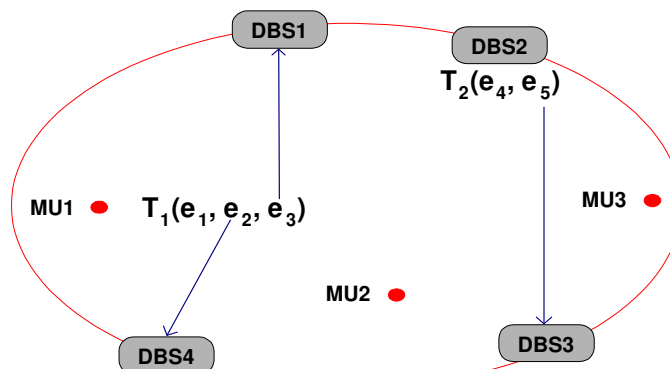 DBS1
DBS2
T2(e4, e5)
MU1
T1(e1, e2, e3)
MU3
MU2
DBS4
DBS3